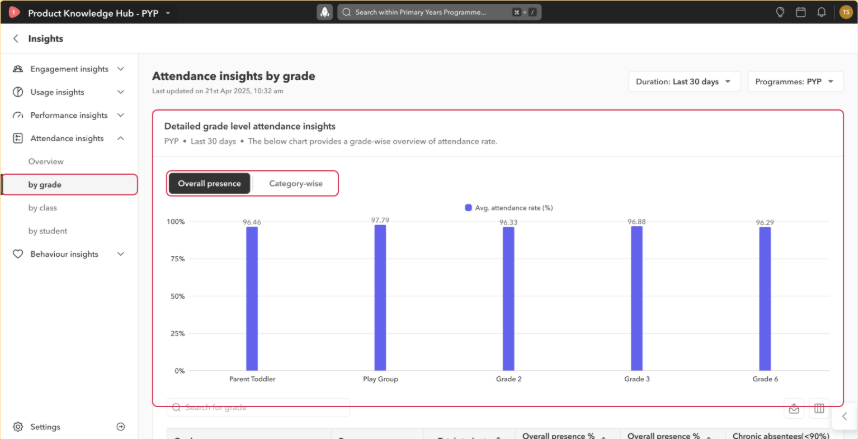 Product Knowledge Hub - PYP
Search within Primary Years Programme... ⌘ + /
TS
Insights
Engagement insights
Usage insights
Performance insights
Attendance insights
Overview
by grade
by class
by student
Behaviour insights
Settings
Attendance insights by grade
Last updated on 21st Apr 2025, 10:32 am
Duration: Last 30 days
Programmes: PYP
Detailed grade level attendance insights
PYP • Last 30 days • The below chart provides a grade-wise overview of attendance rate.
Overall presence Category-wise
Avg. attendance rate (%)
100%
75%
50%
25%
0%
96.46 97.79 96.33 96.88 96.29
Parent Toddler Play Group Grade 2 Grade 3 Grade 6
Search for grade
Overall presence % Overall presence % Chronic absentees(<90%)